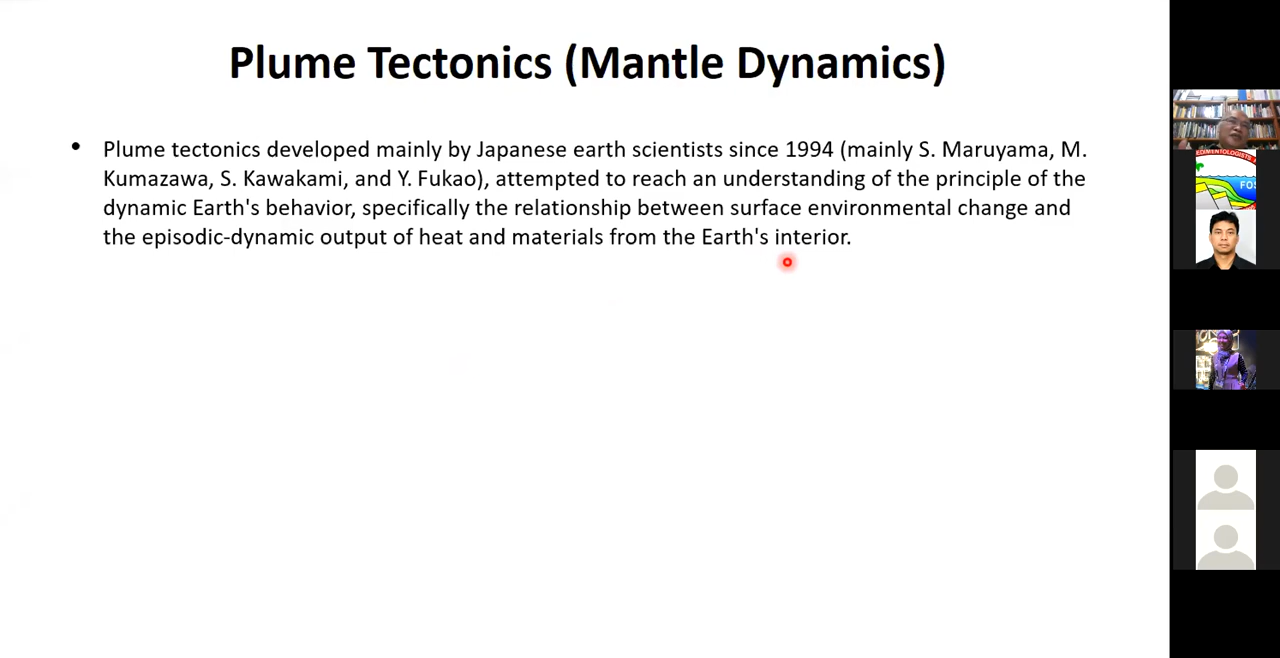 Plume Tectonics (Mantle Dynamics)
• Plume tectonics developed mainly by Japanese earth scientists since 1994 (mainly S. Maruyama, M.
Kumazawa, S. Kawakami, and Y. Fukao), attempted to reach an understanding of the principle of the
dynamic Earth's behavior, specifically the relationship between surface environmental change and
the episodic-dynamic output of heat and materials from the Earth's interior.
EDIMENTOLOGISTS
FOS